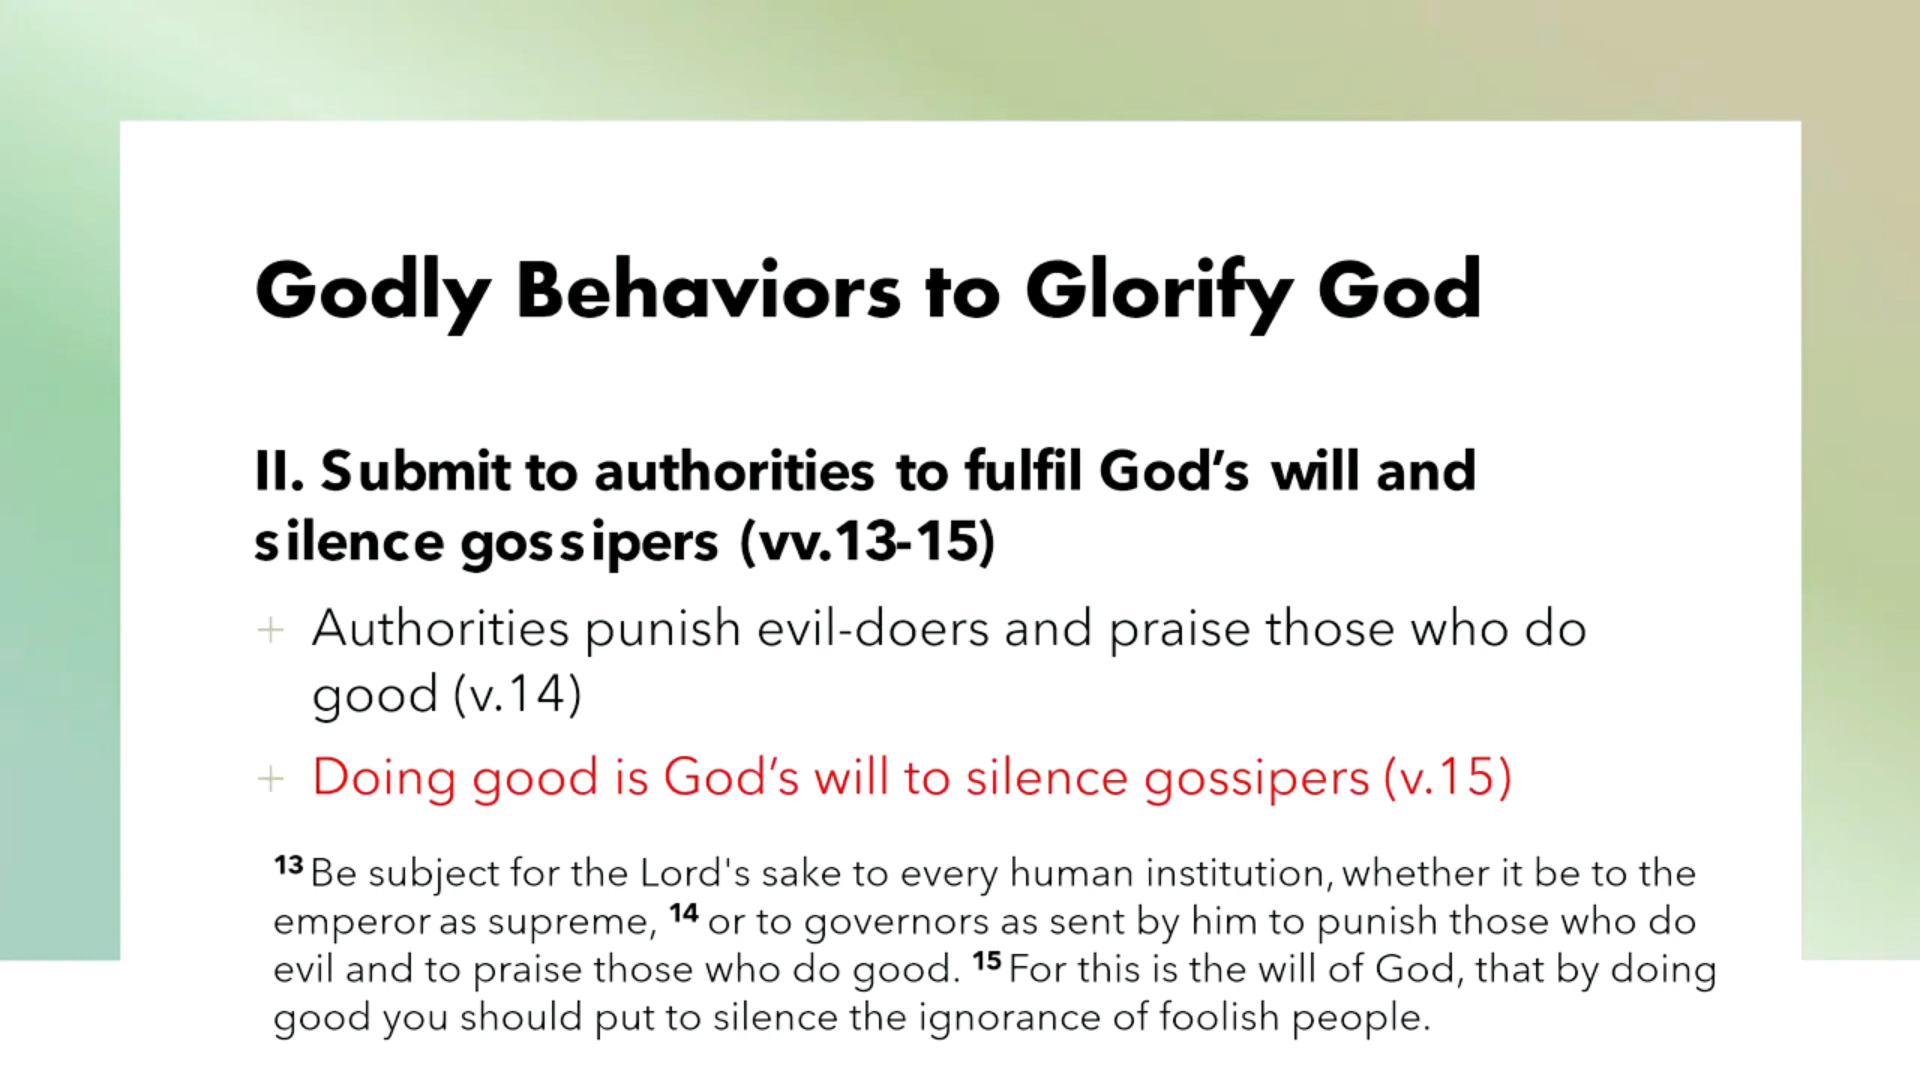 Godly Behaviors to Glorify God
II. Submit to authorities to fulfil God’s will and
silence gossipers (vv.13-15)
+ Authorities punish evil-doers and praise those who do
good (v.14)
+ Doing good is God’s will to silence gossipers (v.15)
13 Be subject for the Lord's sake to every human institution, whether it be to the
emperor as supreme, 14 or to governors as sent by him to punish those who do
evil and to praise those who do good. 15 For this is the will of God, that by doing
good you should put to silence the ignorance of foolish people.